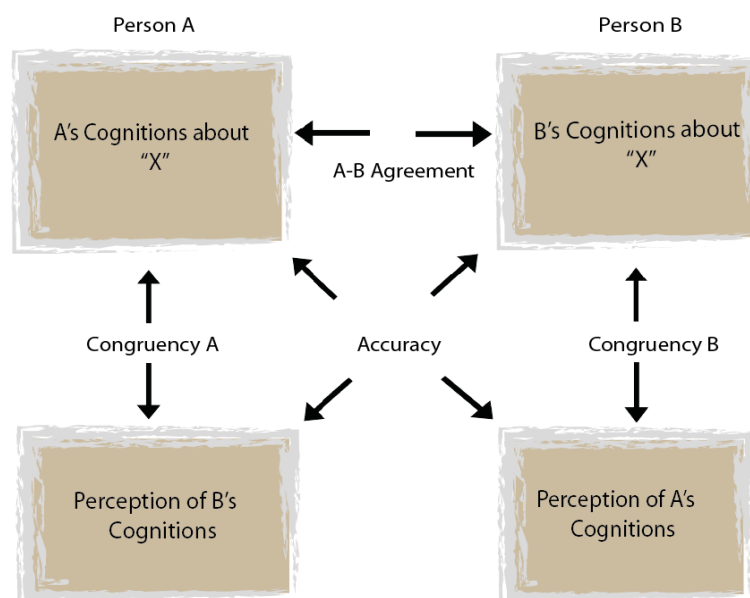 Person A
Person B
A's Cognitions about
"X"
B's Cognitions about
"X"
A-B Agreement
Congruency A
Accuracy
Congruency B
Perception of B's
Cognitions
Perception of A's
Cognitions